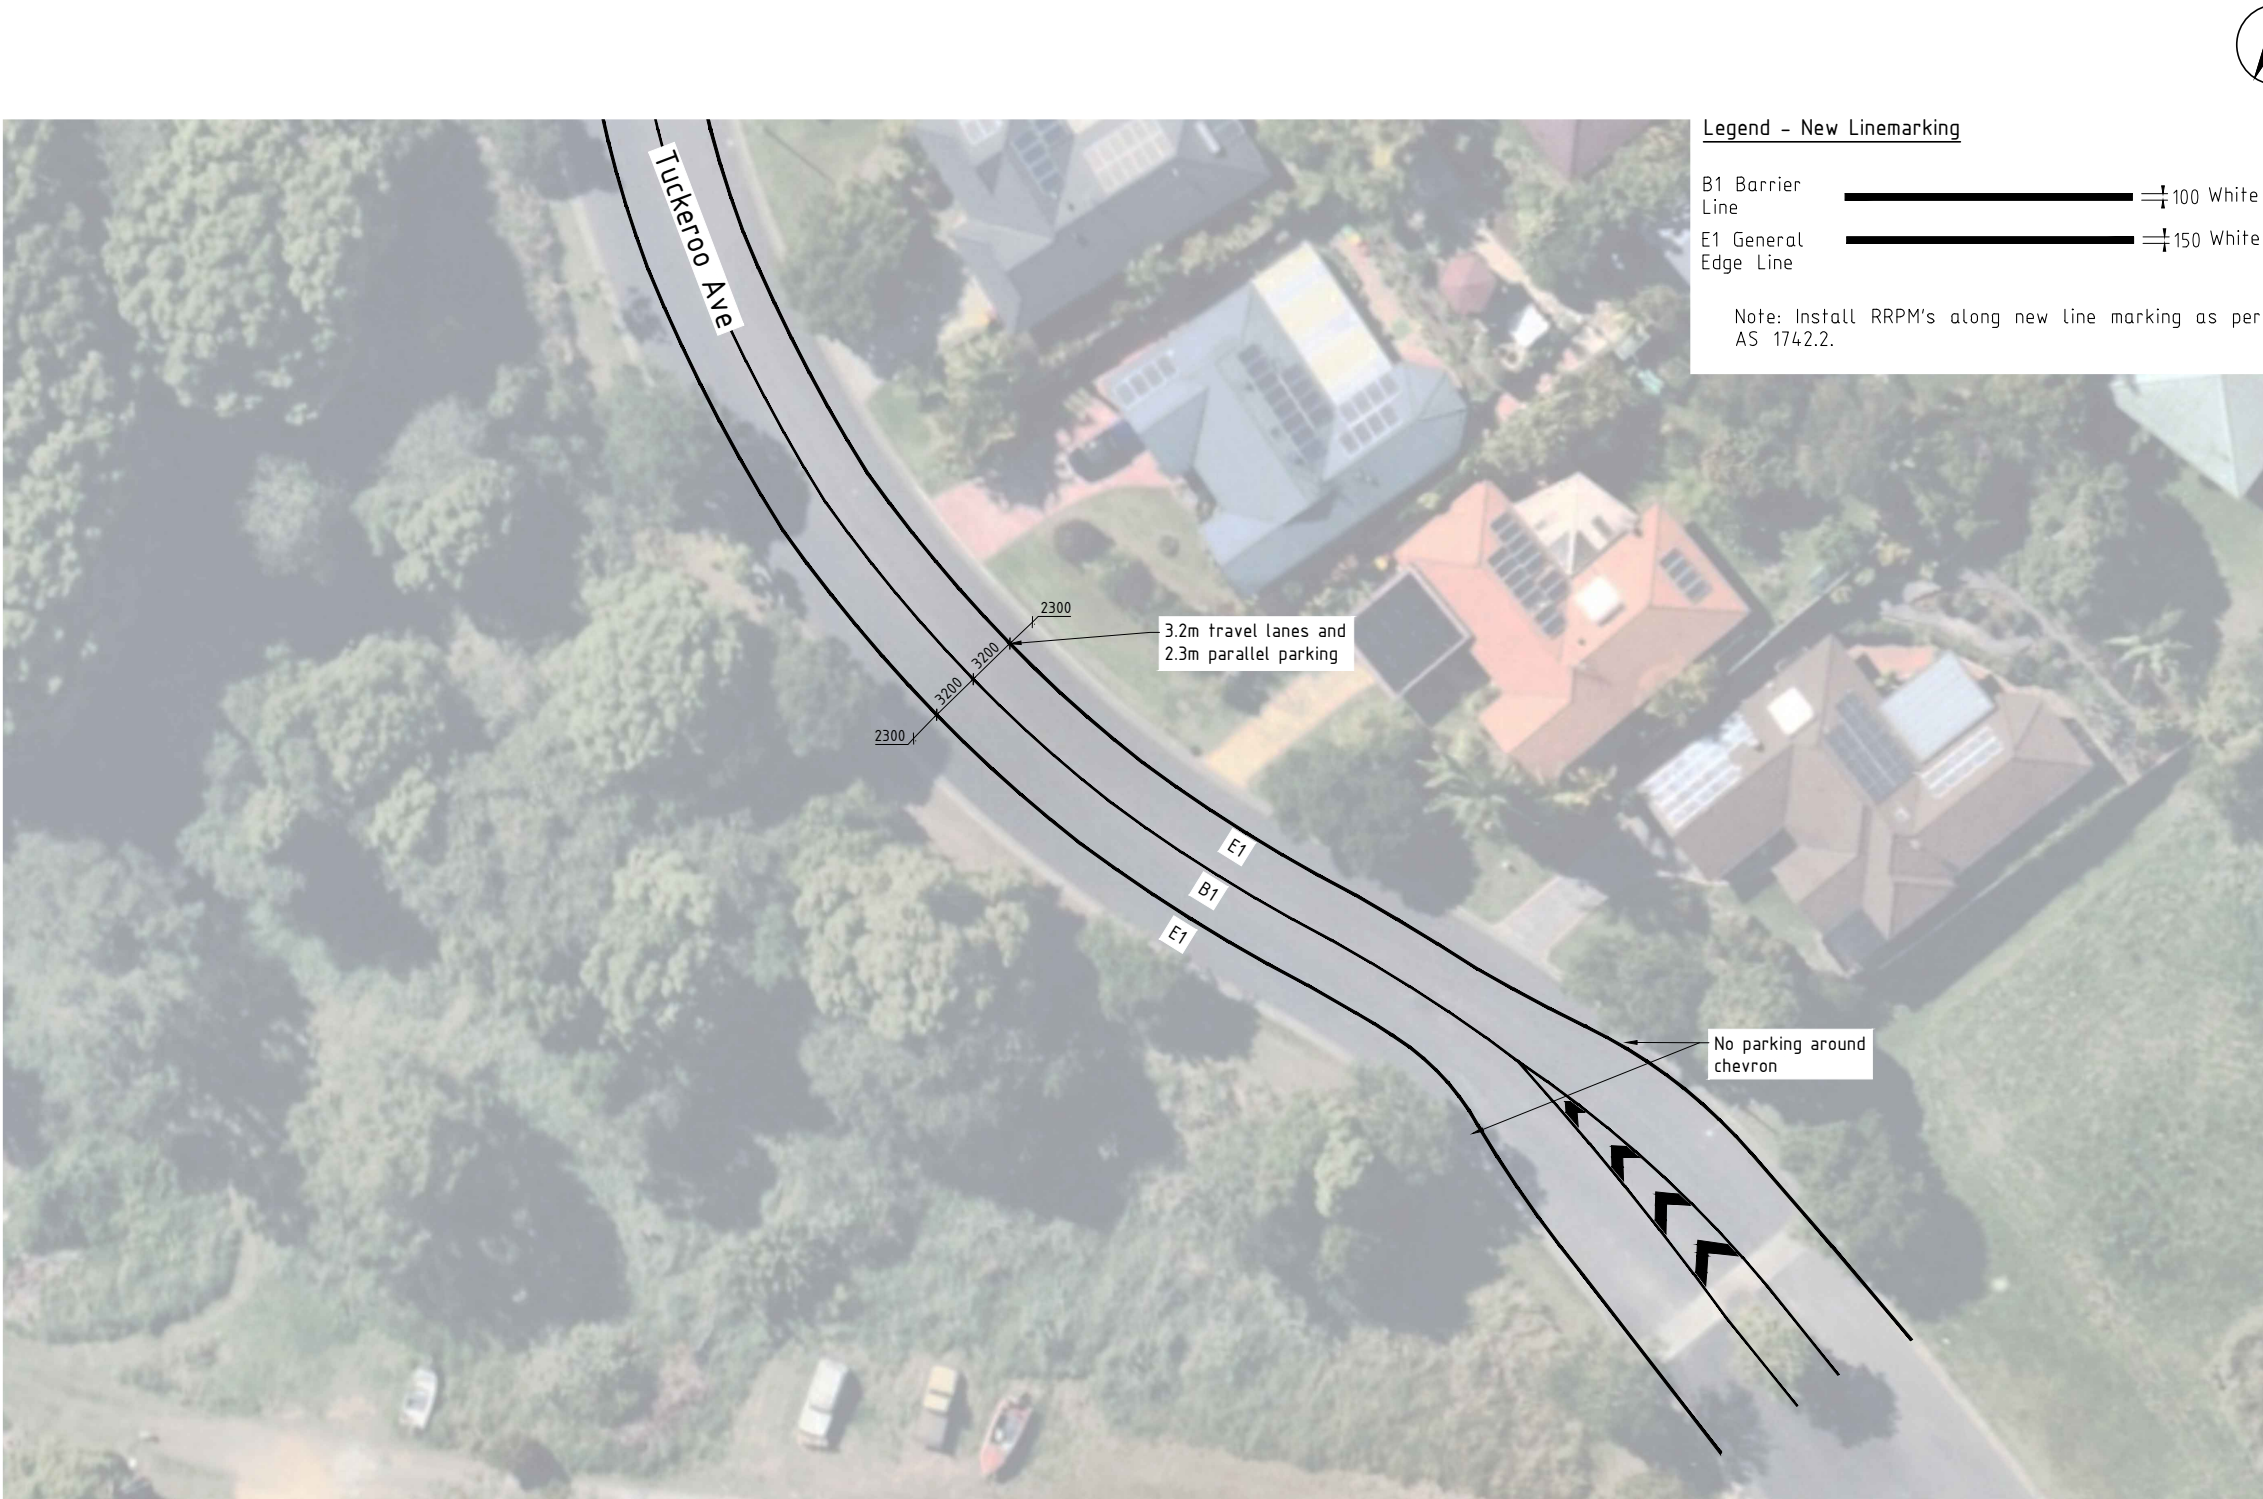 Legend - New Linemarking
B1 Barrier
Line
100 White
E1 General
Edge Line
150 White
Note: Install RRPM's along new line marking as per
AS 1742.2.
Tuckeroo Ave
2300
3200
3200
2300
3.2m travel lanes and
2.3m parallel parking
E1
B1
E1
No parking around
chevron